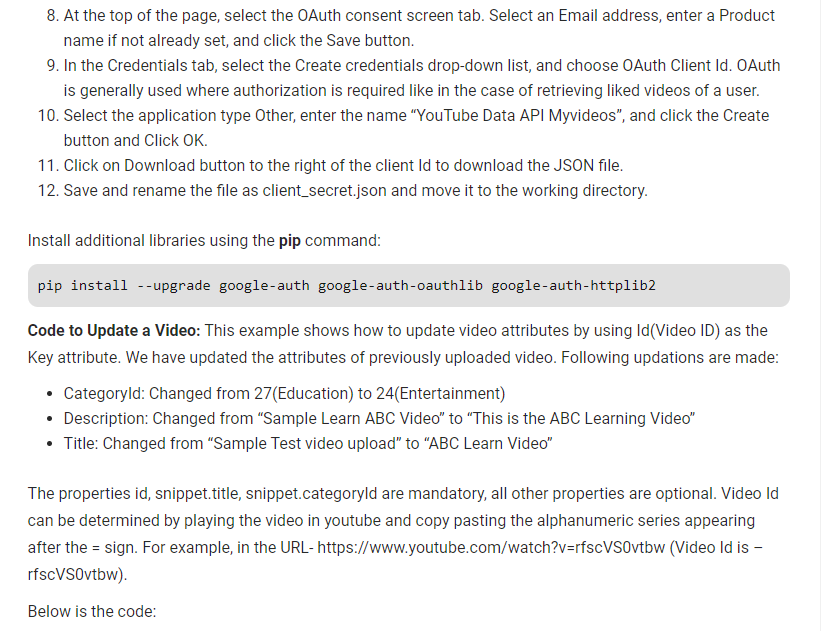 8. At the top of the page, select the OAuth consent screen tab. Select an Email address, enter a Product
name if not already set, and click the Save button.
9. In the Credentials tab, select the Create credentials drop-down list, and choose OAuth Client Id. OAuth
is generally used where authorization is required like in the case of retrieving liked videos of a user.
10. Select the application type Other, enter the name “YouTube Data API Myvideos”, and click the Create
button and Click OK.
11. Click on Download button to the right of the client Id to download the JSON file.
12. Save and rename the file as client_secret.json and move it to the working directory.
Install additional libraries using the pip command:
pip install --upgrade google-auth google-auth-oauthlib google-auth-httplib2
Code to Update a Video: This example shows how to update video attributes by using Id(Video ID) as the
Key attribute. We have updated the attributes of previously uploaded video. Following updations are made:
• CategoryId: Changed from 27(Education) to 24(Entertainment)
• Description: Changed from “Sample Learn ABC Video” to “This is the ABC Learning Video”
• Title: Changed from “Sample Test video upload” to “ABC Learn Video”
The properties id, snippet.title, snippet.categoryId are mandatory, all other properties are optional. Video Id
can be determined by playing the video in youtube and copy pasting the alphanumeric series appearing
after the = sign. For example, in the URL- https://www.youtube.com/watch?v=rfscVS0vtbw (Video Id is –
rfscVS0vtbw).
Below is the code: